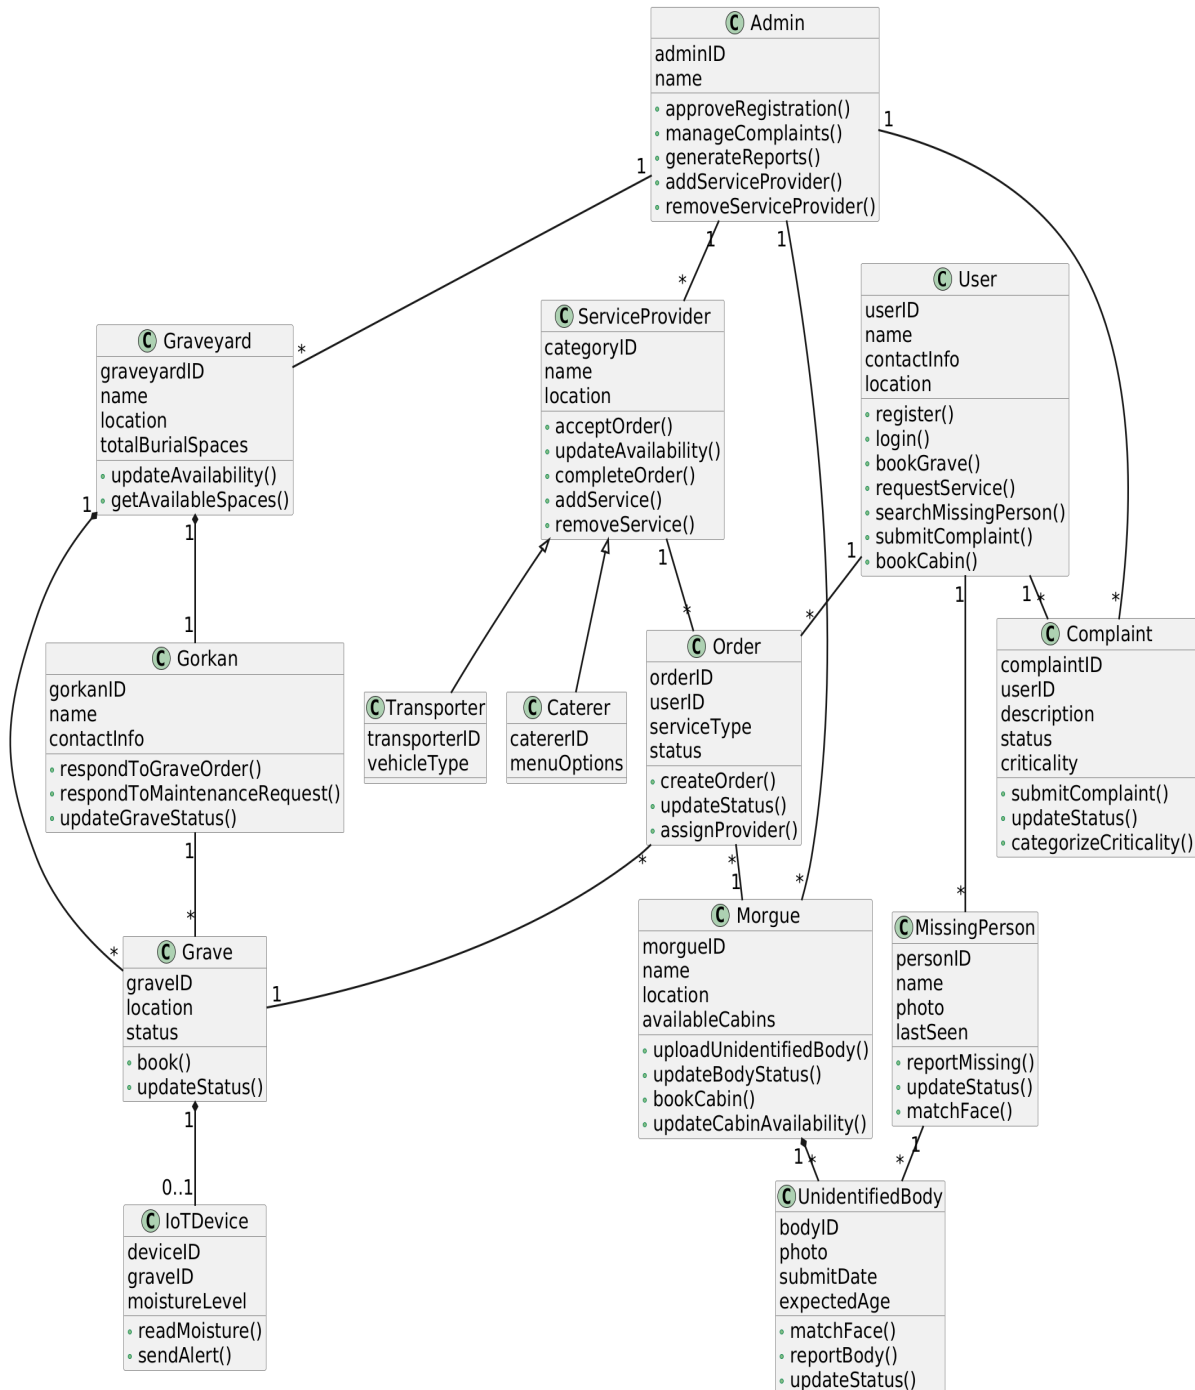 C Admin
adminID
name
approveRegistration()
manageComplaints()
generateReports()
addServiceProvider()
removeServiceProvider()
1
1
1
1
*
*
C User
userID
name
contactInfo
location
register()
login()
bookGrave()
requestService()
searchMissingPerson()
submitComplaint()
bookCabin()
1
1
1
C ServiceProvider
categoryID
name
location
acceptOrder()
updateAvailability()
completeOrder()
addService()
removeService()
1
C Graveyard
graveyardID
name
location
totalBurialSpaces
updateAvailability()
getAvailableSpaces()
1
1
1
*
*
*
*
C Gorkan
gorkanID
name
contactInfo
respondToGraveOrder()
respondToMaintenanceRequest()
updateGraveStatus()
1
*
C Transporter
transporterID
vehicleType
C Caterer
catererID
menuOptions
C Order
orderID
userID
serviceType
status
createOrder()
updateStatus()
assignProvider()
*
*
1
*
C Complaint
complaintID
userID
description
status
criticality
submitComplaint()
updateStatus()
categorizeCriticality()
*
*
C Grave
graveID
location
status
book()
updateStatus()
1
1
0..1
C Morgue
morgueID
name
location
availableCabins
uploadUnidentifiedBody()
updateBodyStatus()
bookCabin()
updateCabinAvailability()
1
*
C MissingPerson
personID
name
photo
lastSeen
reportMissing()
updateStatus()
matchFace()
1
*
C IoTDevice
deviceID
graveID
moistureLevel
readMoisture()
sendAlert()
C UnidentifiedBody
bodyID
photo
submitDate
expectedAge
matchFace()
reportBody()
updateStatus()